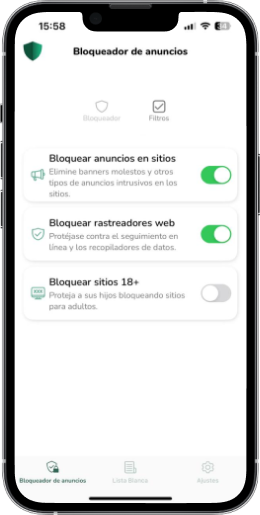 15:58
Bloqueador de anuncios
Bloqueador
Filtros
Bloquear anuncios en sitios
Elimine banners molestos y otros
tipos de anuncios intrusivos en los
sitios.
Bloquear rastreadores web
Protéjase contra el seguimiento en
línea y los recopiladores de datos.
Bloquear sitios 18+
Proteja a sus hijos bloqueando sitios
para adultos.
Bloqueador de anuncios
Lista Blanca
Ajustes